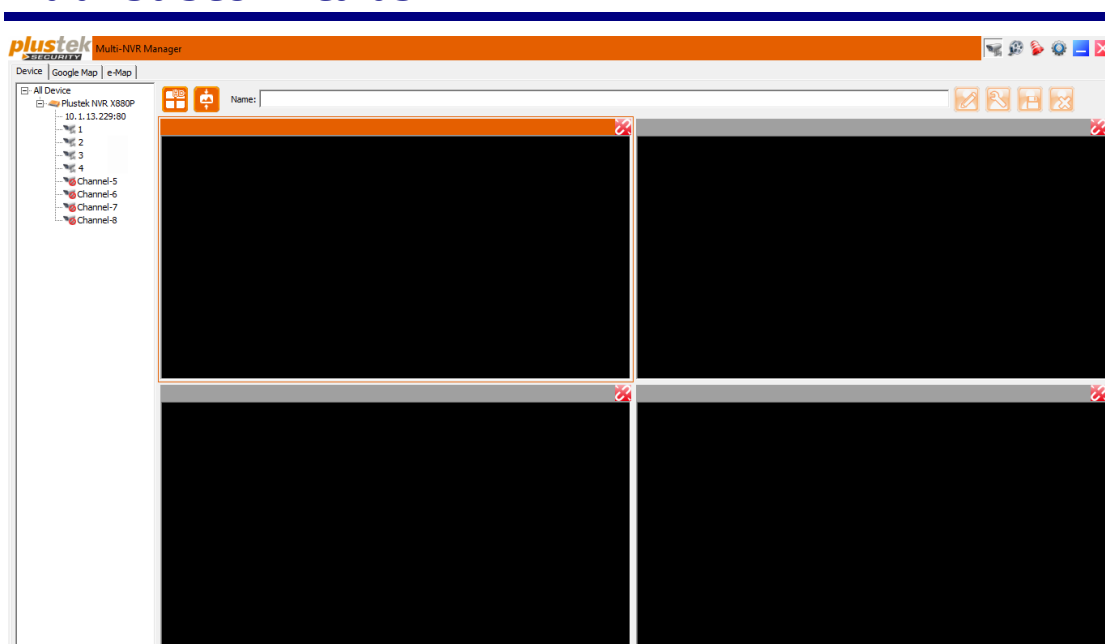 plustek
SECURITY
Multi-NVR Manager
Device Google Map e-Map
All Device
Plustek NVR X880P
10.1.13.229:80
1
2
3
4
Channel-5
Channel-6
Channel-7
Channel-8
Name: